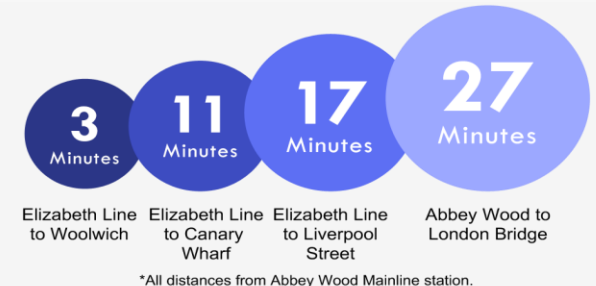 3
Minutes
11
Minutes
17
Minutes
27
Minutes
Elizabeth Line
to Woolwich
Elizabeth Line
to Canary
Wharf
Elizabeth Line
to Liverpool
Street
Abbey Wood to
London Bridge
*All distances from Abbey Wood Mainline station.